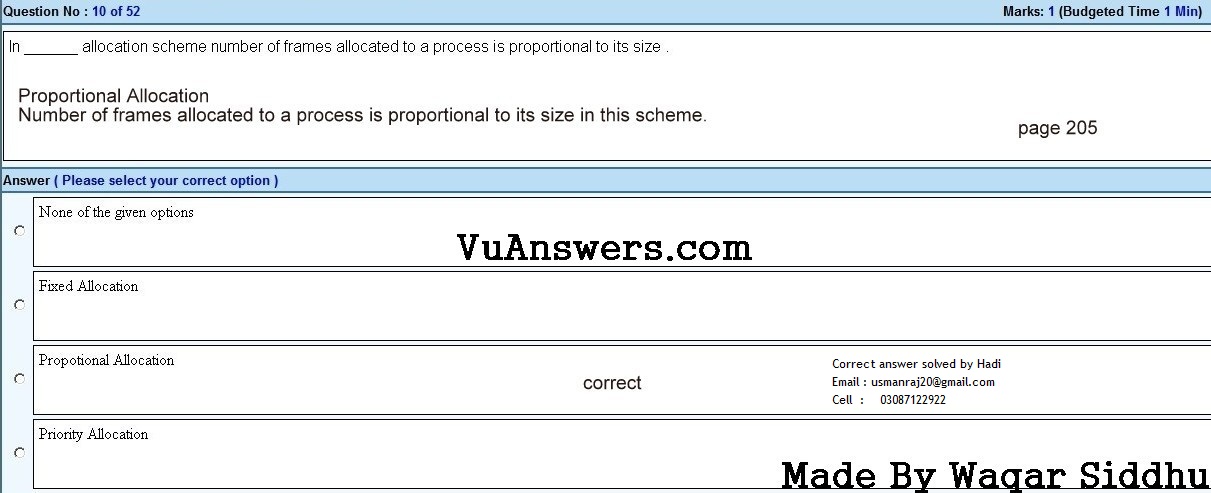 Question No : 10 of 52 Marks: 1 (Budgeted Time 1 Min)
In ______ allocation scheme number of frames allocated to a process is proportional to its size .
Proportional Allocation
Number of frames allocated to a process is proportional to its size in this scheme.
page 205
Answer ( Please select your correct option )
None of the given options
VuAnswers.com
Fixed Allocation
Propotional Allocation
correct
Correct answer solved by Hadi
Email : usmanraj20@gmail.com
Cell : 03087122922
Priority Allocation
Made By Waqar Siddhu